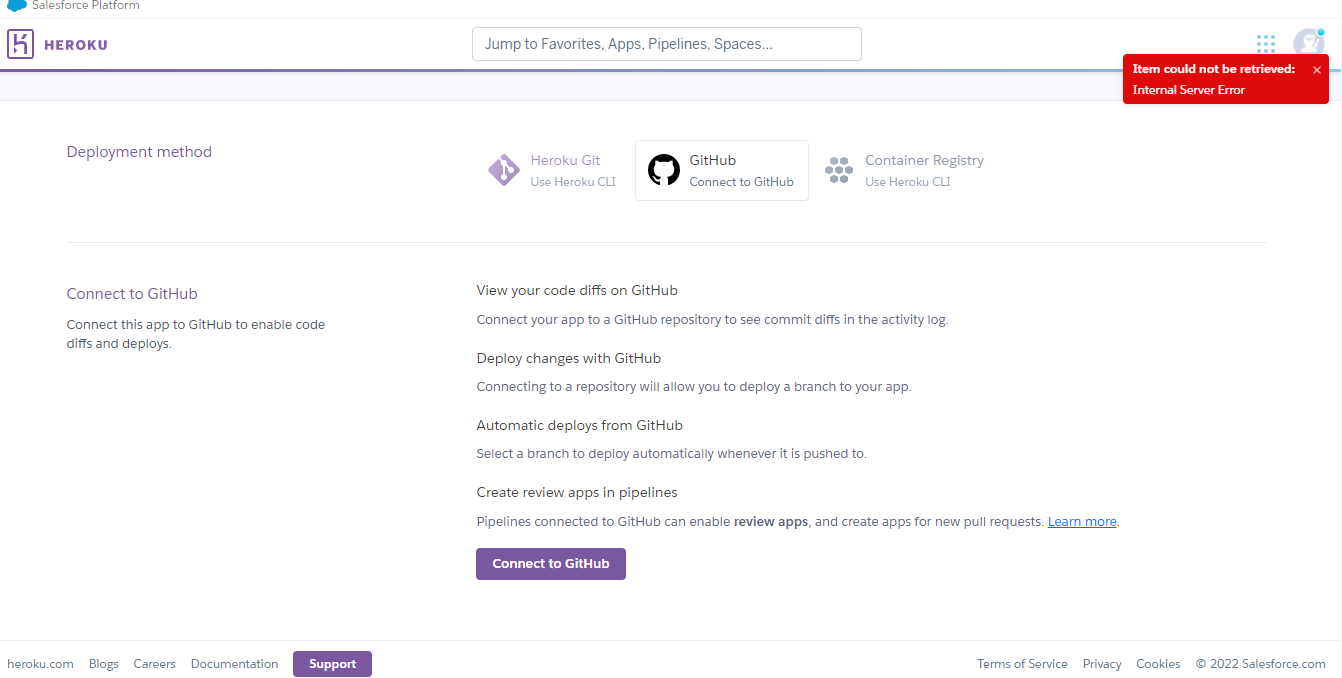 Salesforce Platform
HEROKU
Jump to Favorites, Apps, Pipelines, Spaces...
Item could not be retrieved:
Internal Server Error
Deployment method
Heroku Git
Use Heroku CLI
GitHub
Connect to GitHub
Container Registry
Use Heroku CLI
Connect to GitHub
Connect this app to GitHub to enable code
diffs and deploys.
View your code diffs on GitHub
Connect your app to a GitHub repository to see commit diffs in the activity log.
Deploy changes with GitHub
Connecting to a repository will allow you to deploy a branch to your app.
Automatic deploys from GitHub
Select a branch to deploy automatically whenever it is pushed to.
Create review apps in pipelines
Pipelines connected to GitHub can enable review apps, and create apps for new pull requests. Learn more.
Connect to GitHub
heroku.com Blogs Careers Documentation Support Terms of Service Privacy Cookies © 2022 Salesforce.com